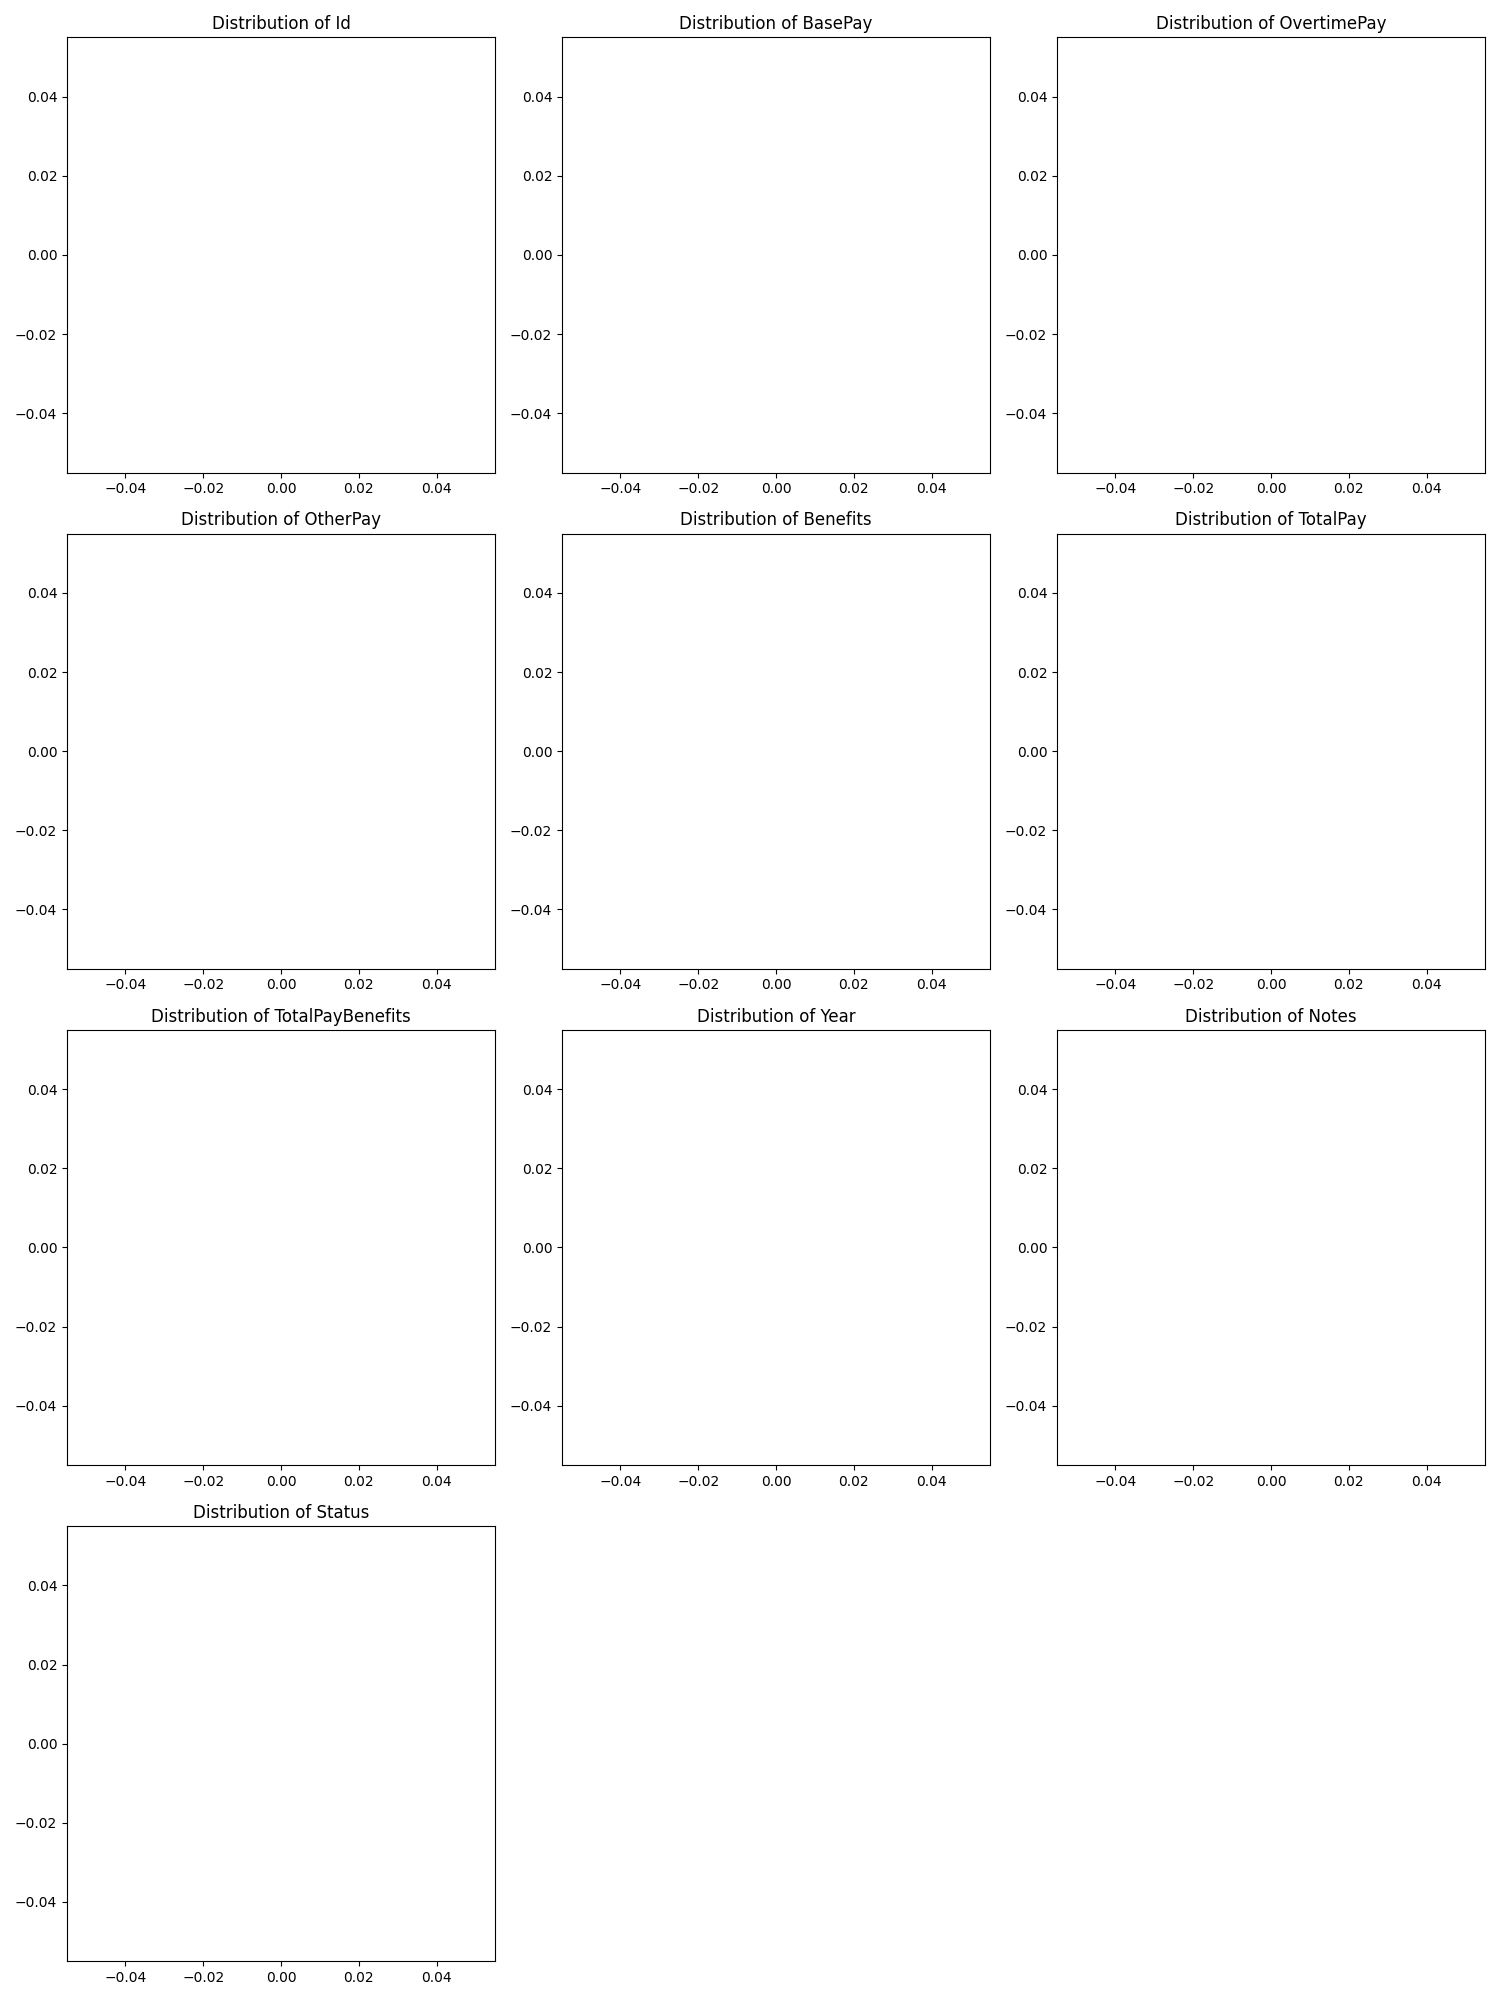 Distribution of Id
Distribution of BasePay
Distribution of OvertimePay
0.04
0.02
0.00
−0.02
−0.04
−0.04 −0.02 0.00 0.02 0.04
0.04
0.02
0.00
−0.02
−0.04
−0.04 −0.02 0.00 0.02 0.04
0.04
0.02
0.00
−0.02
−0.04
−0.04 −0.02 0.00 0.02 0.04
Distribution of OtherPay
Distribution of Benefits
Distribution of TotalPay
0.04
0.02
0.00
−0.02
−0.04
−0.04 −0.02 0.00 0.02 0.04
0.04
0.02
0.00
−0.02
−0.04
−0.04 −0.02 0.00 0.02 0.04
0.04
0.02
0.00
−0.02
−0.04
−0.04 −0.02 0.00 0.02 0.04
Distribution of TotalPayBenefits
Distribution of Year
Distribution of Notes
0.04
0.02
0.00
−0.02
−0.04
−0.04 −0.02 0.00 0.02 0.04
0.04
0.02
0.00
−0.02
−0.04
−0.04 −0.02 0.00 0.02 0.04
0.04
0.02
0.00
−0.02
−0.04
−0.04 −0.02 0.00 0.02 0.04
Distribution of Status
0.04
0.02
0.00
−0.02
−0.04
−0.04 −0.02 0.00 0.02 0.04